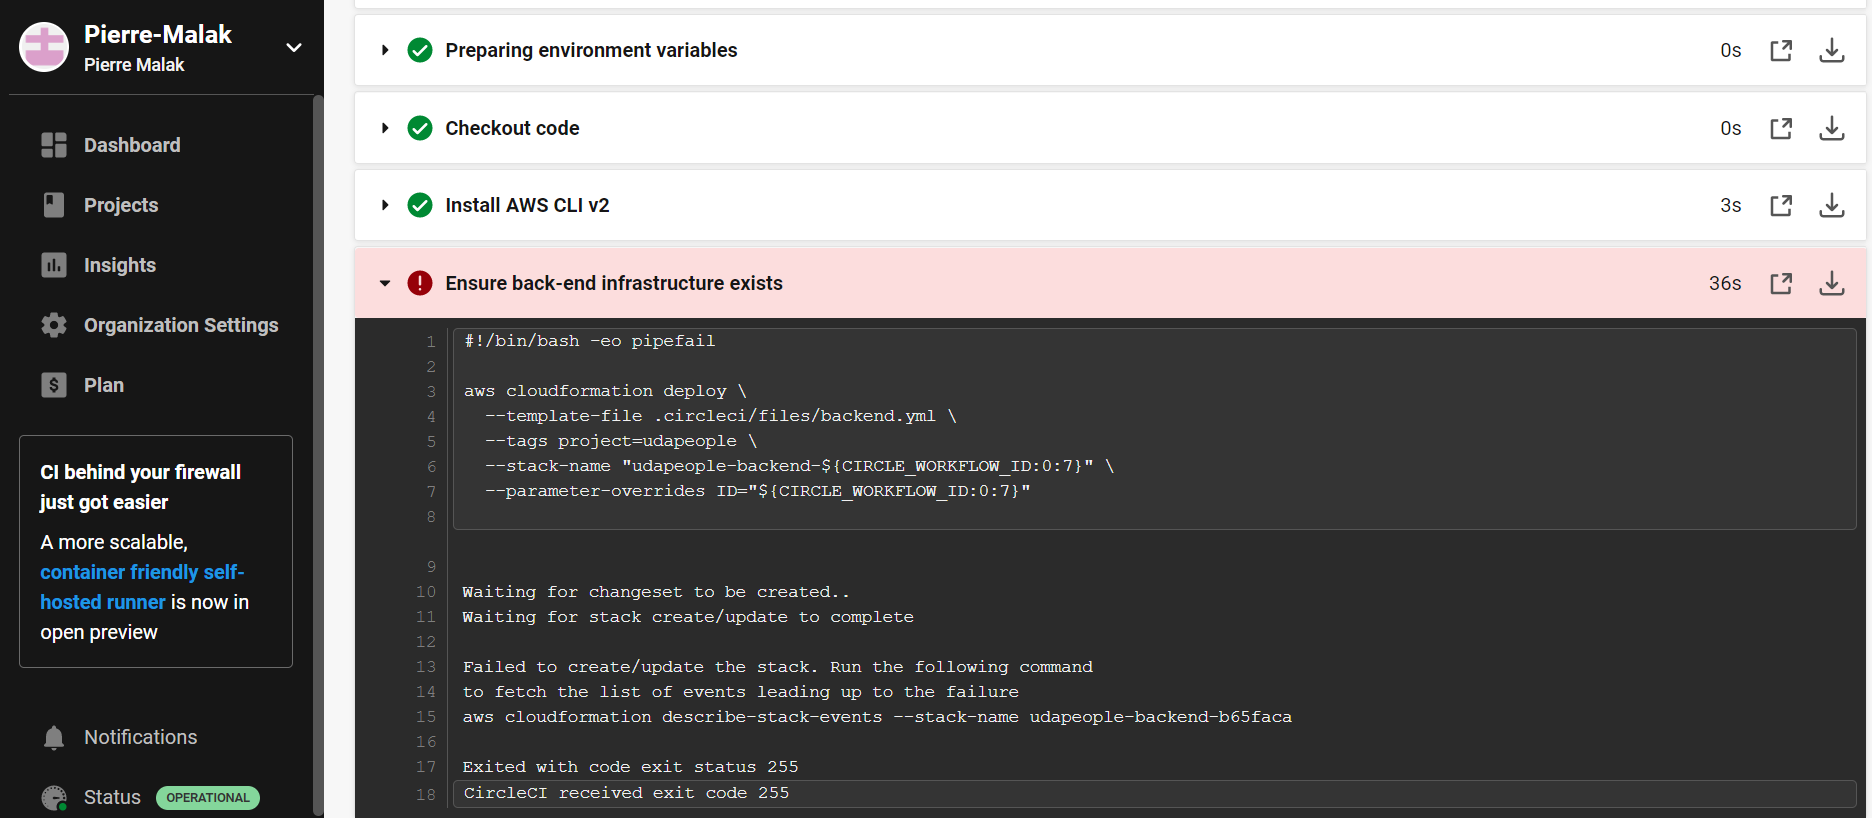 Pierre-Malak
Pierre Malak
Dashboard
Projects
Insights
Organization Settings
Plan
CI behind your firewall
just got easier
A more scalable,
container friendly self-
hosted runner is now in
open preview
Notifications
Status OPERATIONAL
Preparing environment variables 0s
Checkout code 0s
Install AWS CLI v2 3s
Ensure back-end infrastructure exists 36s
1 #!/bin/bash -eo pipefail
2
3 aws cloudformation deploy \
4 --template-file .circleci/files/backend.yml \
5 --tags project=udapeople \
6 --stack-name "udapeople-backend-${CIRCLE_WORKFLOW_ID:0:7}" \
7 --parameter-overrides ID="${CIRCLE_WORKFLOW_ID:0:7}"
8
9
10 Waiting for changeset to be created..
11 Waiting for stack create/update to complete
12
13 Failed to create/update the stack. Run the following command
14 to fetch the list of events leading up to the failure
15 aws cloudformation describe-stack-events --stack-name udapeople-backend-b65faca
16
17 Exited with code exit status 255
18 CircleCI received exit code 255